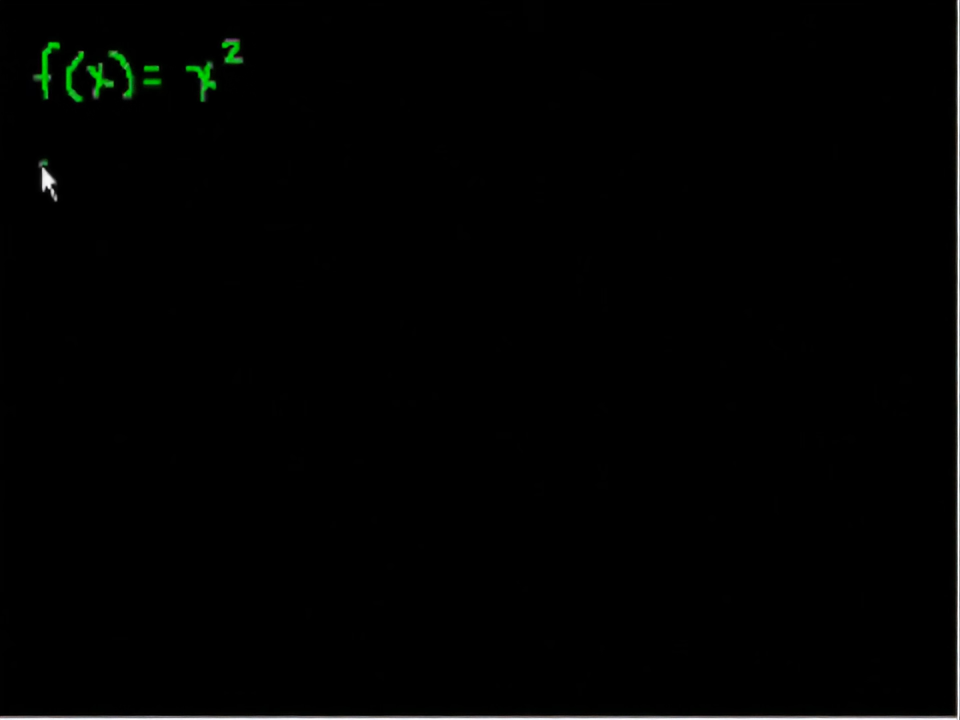 f(x) = x²